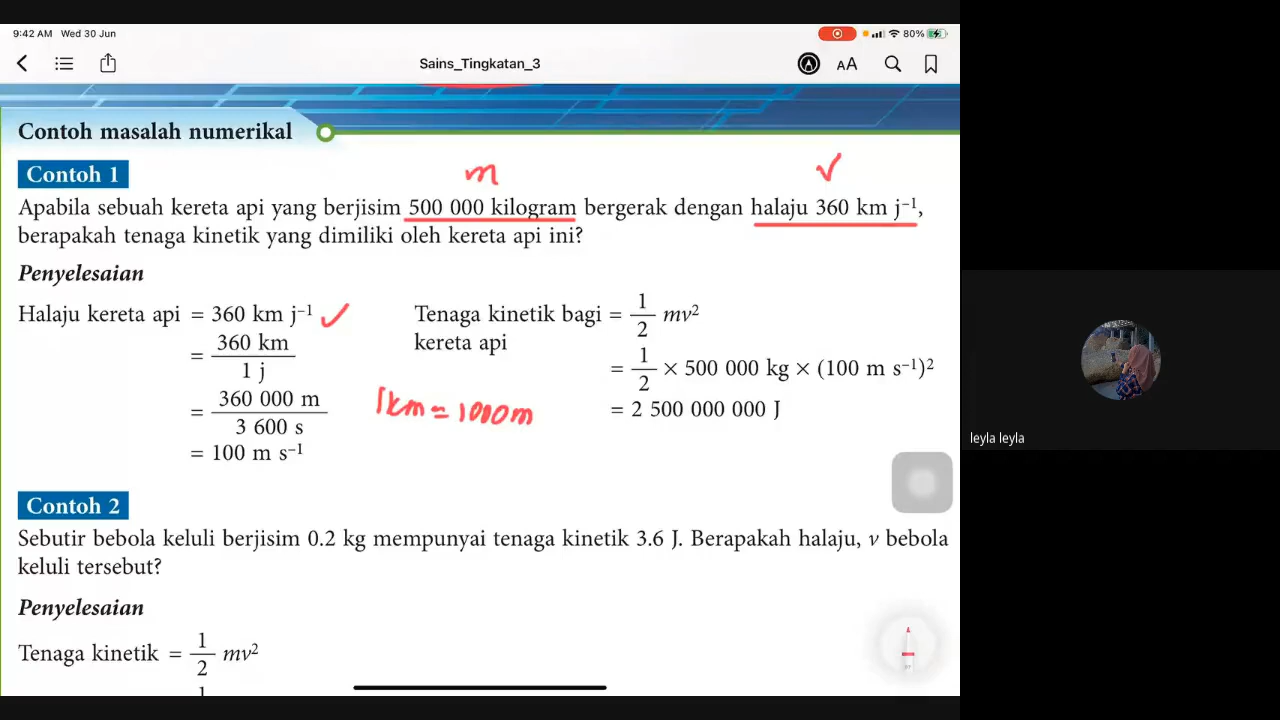 9:42 AM Wed 30 Jun
80%
Sains_Tingkatan_3
AA
Contoh masalah numerikal
Contoh 1
m
v
Apabila sebuah kereta api yang berjisim 500 000 kilogram bergerak dengan halaju 360 km j⁻¹,
berapakah tenaga kinetik yang dimiliki oleh kereta api ini?
Penyelesaian
Halaju kereta api = 360 km j⁻¹
= 360 km / 1 j
= 360 000 m / 3 600 s
= 100 m s⁻¹
1km = 1000m
Tenaga kinetik bagi kereta api = 1/2 mv²
= 1/2 × 500 000 kg × (100 m s⁻¹)²
= 2 500 000 000 J
leyla leyla
Contoh 2
Sebutir bebola keluli berjisim 0.2 kg mempunyai tenaga kinetik 3.6 J. Berapakah halaju, v bebola
keluli tersebut?
Penyelesaian
Tenaga kinetik = 1/2 mv²
1